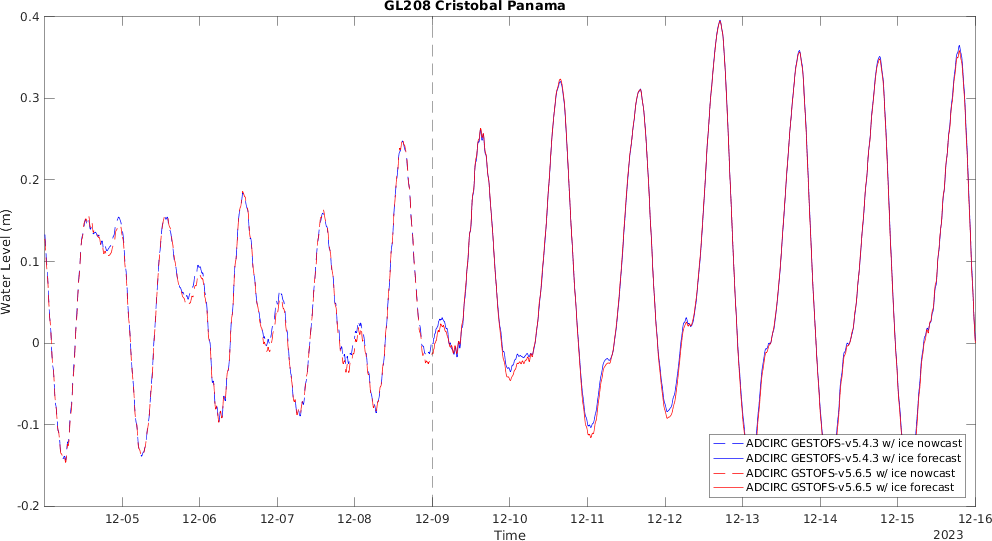 GL208 Cristobal Panama
0.4
0.3
0.2
0.1
0
-0.1
-0.2
Water Level (m)
ADCIRC GESTOFS-v5.4.3 w/ ice nowcast
ADCIRC GESTOFS-v5.4.3 w/ ice forecast
ADCIRC GSTOFS-v5.6.5 w/ ice nowcast
ADCIRC GSTOFS-v5.6.5 w/ ice forecast
12-05 12-06 12-07 12-08 12-09 12-10 12-11 12-12 12-13 12-14 12-15 12-16
Time
2023